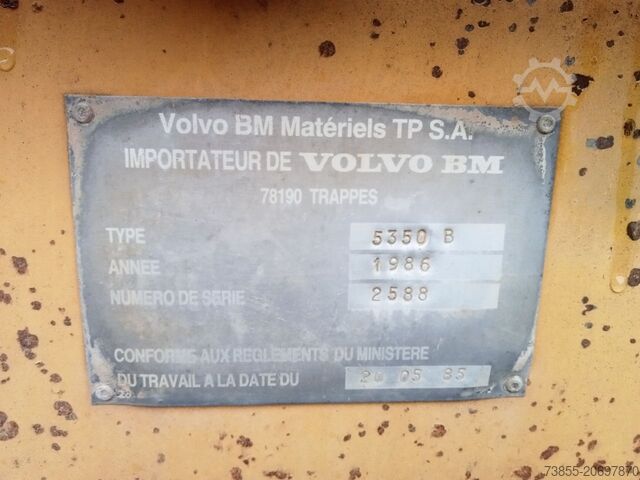 Volvo BM Matériels TP S.A.
IMPORTATEUR DE VOLVO BM
78190 TRAPPES
TYPE 5350 B
ANNEE 1986
NUMERO DE SERIE 2588
CONFORME AUX REGLEMENTS DU MINISTERE
DU TRAVAIL A LA DATE DU 20 05 85
73855-20697870